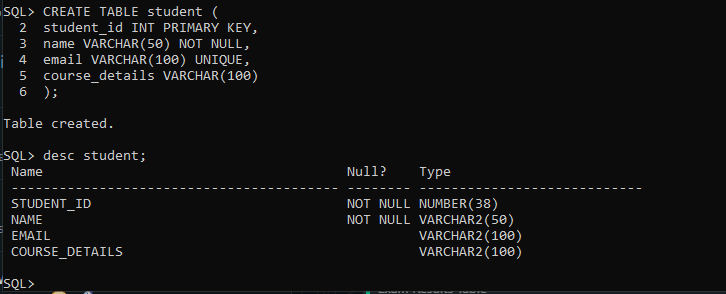 SQL> CREATE TABLE student (
  2  student_id INT PRIMARY KEY,
  3  name VARCHAR(50) NOT NULL,
  4  email VARCHAR(100) UNIQUE,
  5  course_details VARCHAR(100)
  6  );
Table created.
SQL> desc student;
 Name                                      Null?    Type
 ----------------------------------------- -------- ----------------------------
 STUDENT_ID                                NOT NULL NUMBER(38)
 NAME                                      NOT NULL VARCHAR2(50)
 EMAIL                                              VARCHAR2(100)
 COURSE_DETAILS                                     VARCHAR2(100)
SQL>